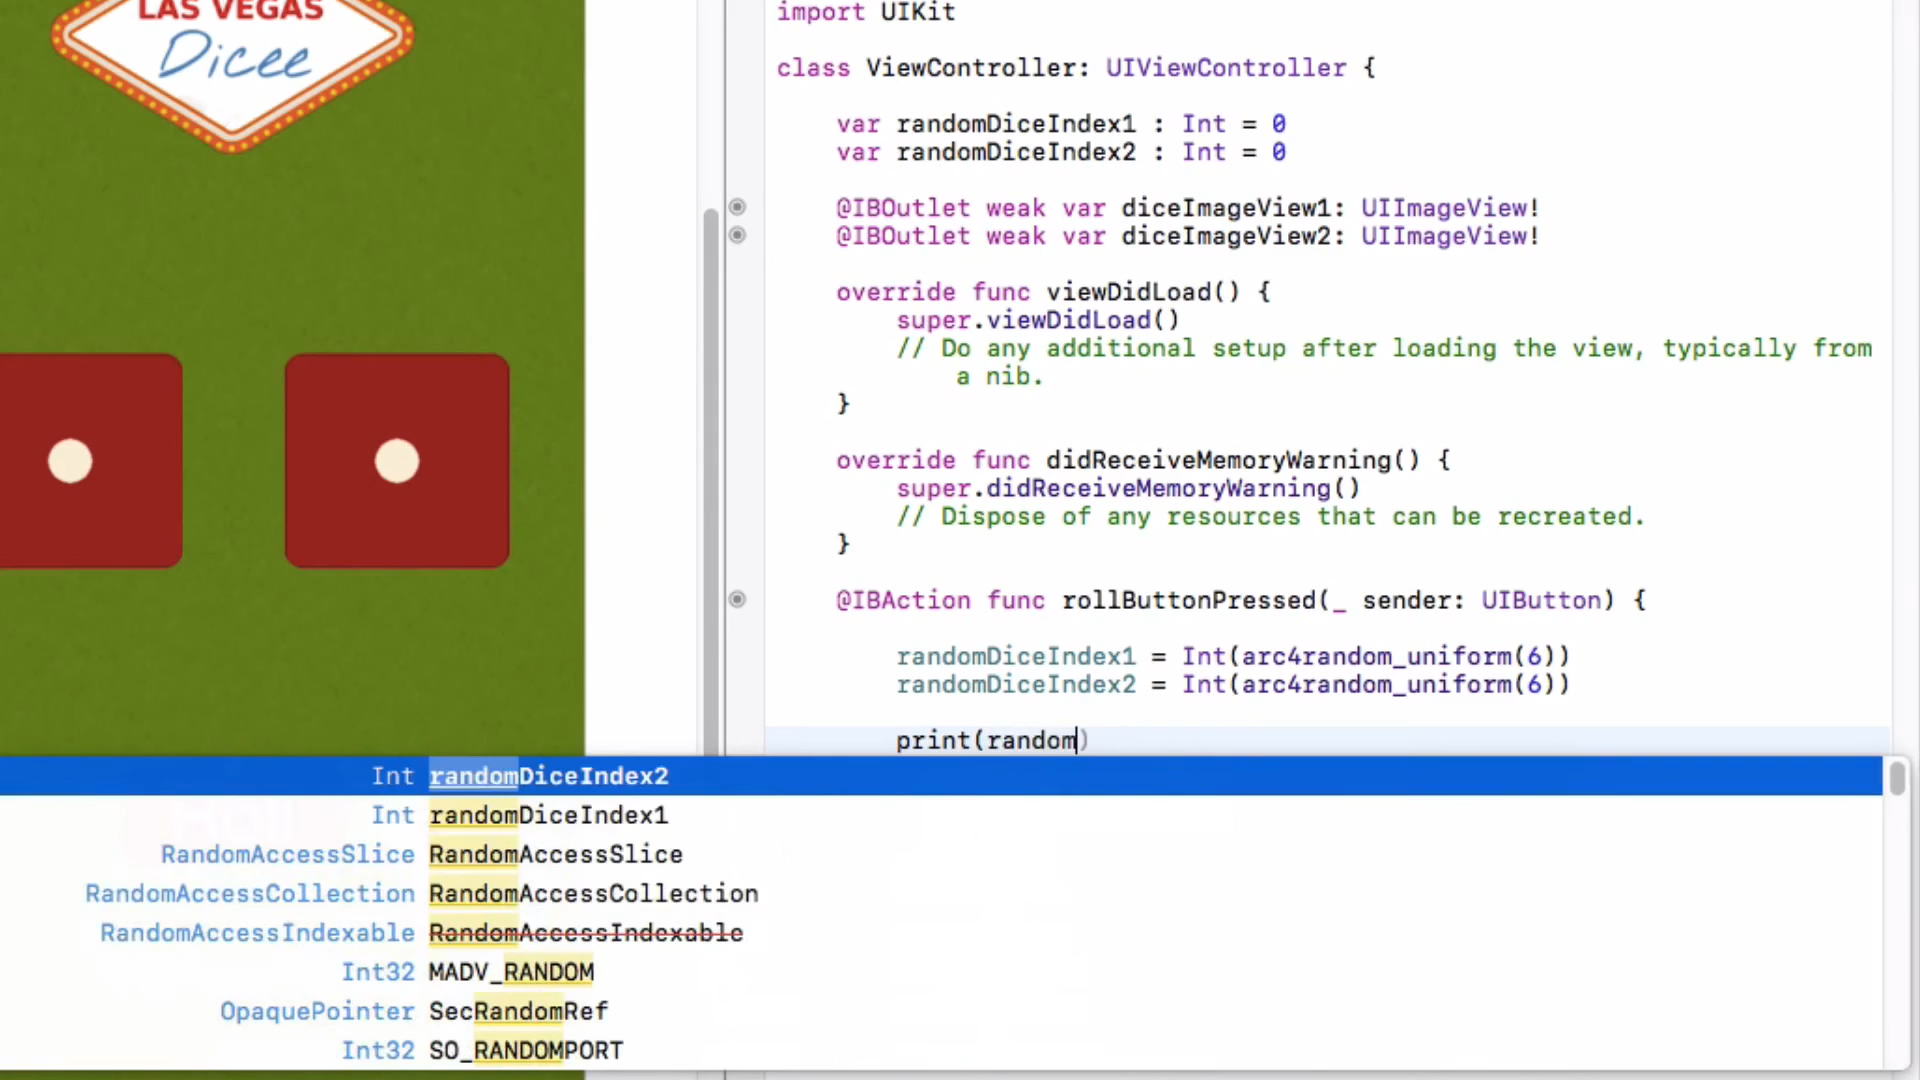 LAS VEGAS
Dicee
import UIKit
class ViewController: UIViewController {
var randomDiceIndex1 : Int = 0
var randomDiceIndex2 : Int = 0
@IBOutlet weak var diceImageView1: UIImageView!
@IBOutlet weak var diceImageView2: UIImageView!
override func viewDidLoad() {
super.viewDidLoad()
// Do any additional setup after loading the view, typically from
a nib.
}
override func didReceiveMemoryWarning() {
super.didReceiveMemoryWarning()
// Dispose of any resources that can be recreated.
}
@IBAction func rollButtonPressed(_ sender: UIButton) {
randomDiceIndex1 = Int(arc4random_uniform(6))
randomDiceIndex2 = Int(arc4random_uniform(6))
print(random)
Int randomDiceIndex2
Int randomDiceIndex1
RandomAccessSlice RandomAccessSlice
RandomAccessCollection RandomAccessCollection
RandomAccessIndexable RandomAccessIndexable
Int32 MADV_RANDOM
OpaquePointer SecRandomRef
Int32 SO_RANDOMPORT